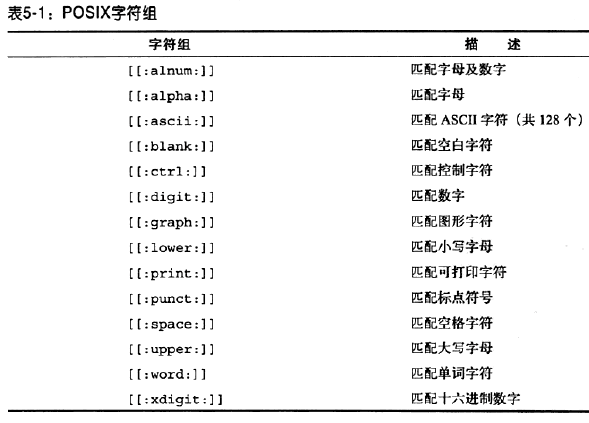 表5-1：POSIX字符组
字符组 描 述
[[:alnum:]] 匹配字母及数字
[[:alpha:]] 匹配字母
[[:ascii:]] 匹配 ASCII 字符（共 128 个）
[[:blank:]] 匹配空白字符
[[:ctrl:]] 匹配控制字符
[[:digit:]] 匹配数字
[[:graph:]] 匹配图形字符
[[:lower:]] 匹配小写字母
[[:print:]] 匹配可打印字符
[[:punct:]] 匹配标点符号
[[:space:]] 匹配空格字符
[[:upper:]] 匹配大写字母
[[:word:]] 匹配单词字符
[[:xdigit:]] 匹配十六进制数字